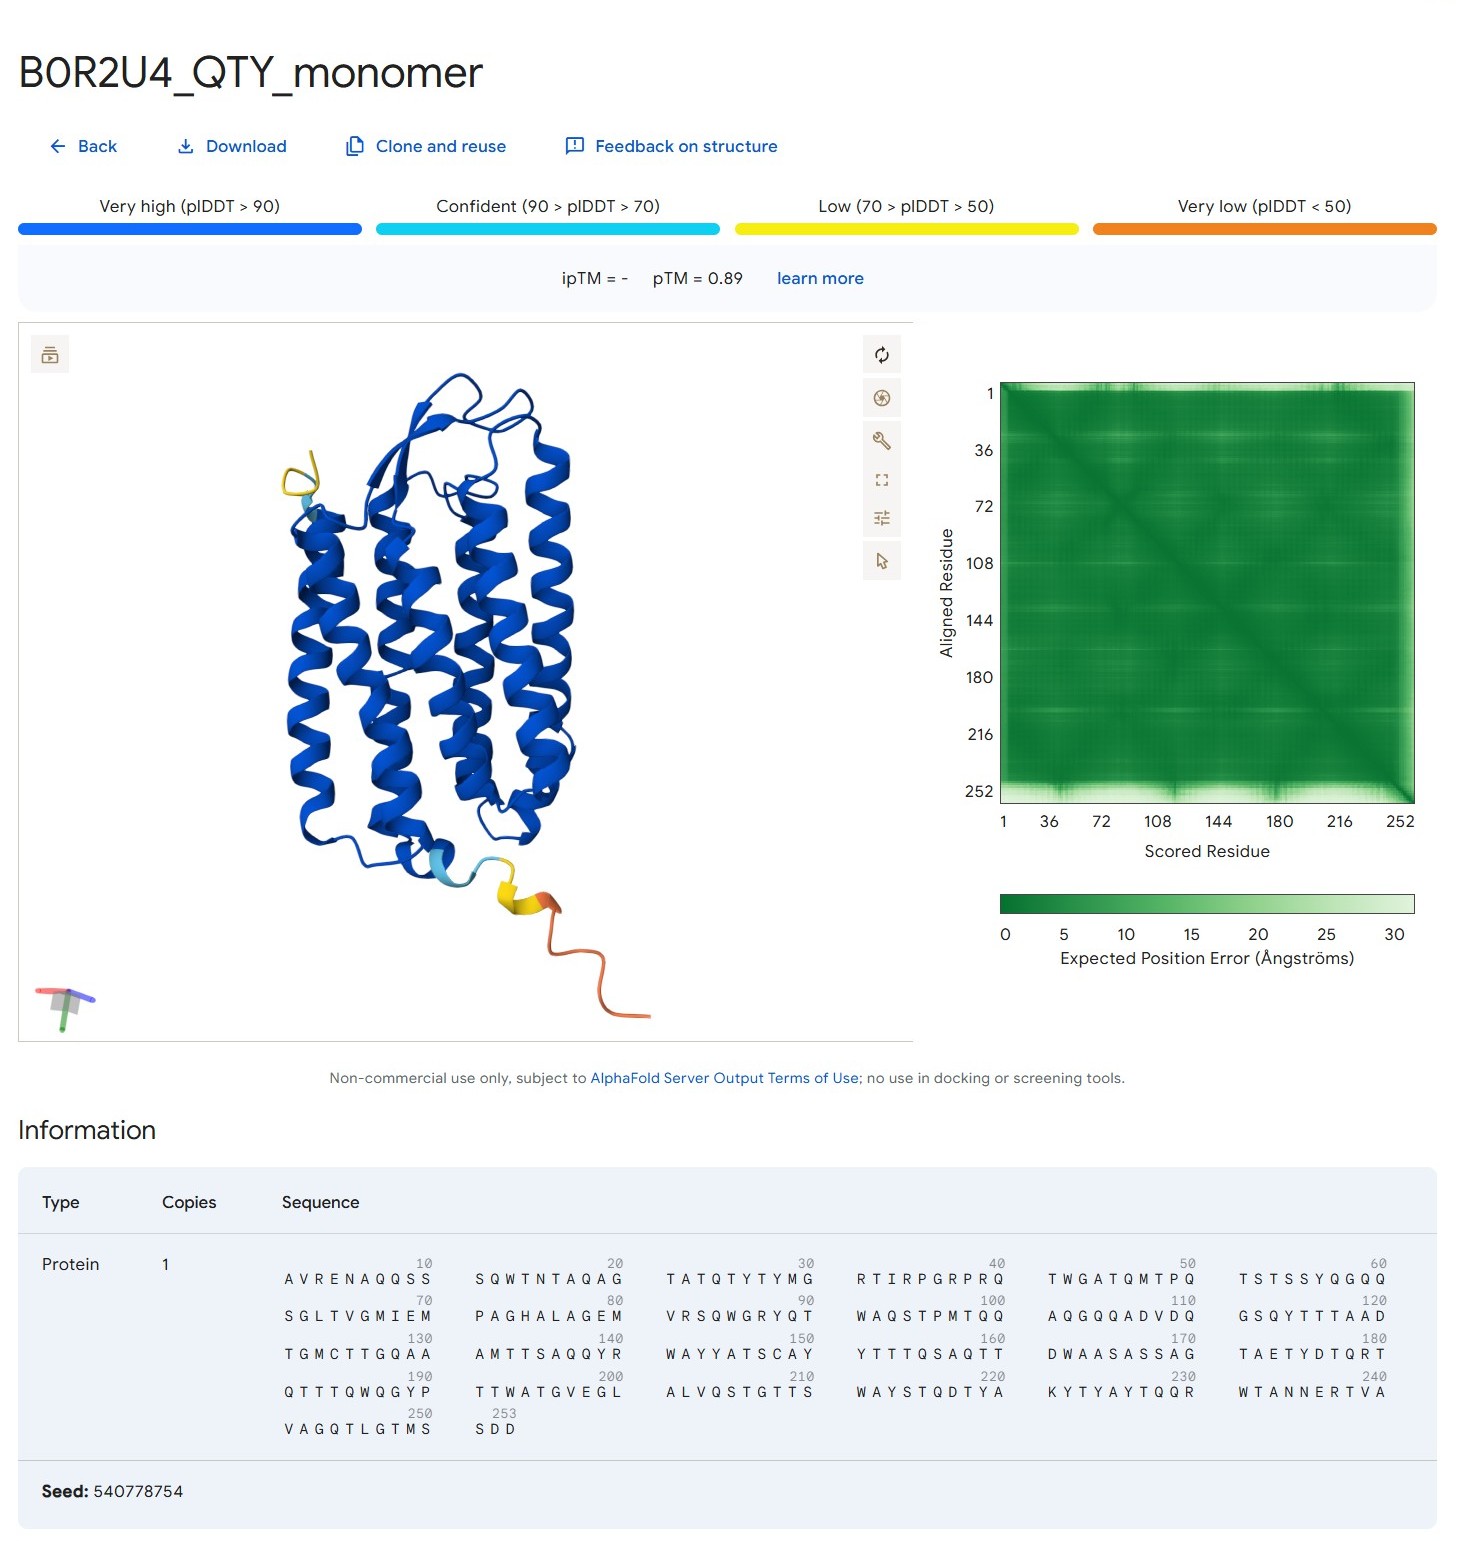 B0R2U4_QTY_monomer
Back Download Clone and reuse Feedback on structure
Very high (plDDT > 90) Confident (90 > plDDT > 70) Low (70 > plDDT > 50) Very low (plDDT < 50)
ipTM = - pTM = 0.89 learn more
1
36
72
108
144
180
216
252
Aligned Residue
1 36 72 108 144 180 216 252
Scored Residue
0 5 10 15 20 25 30
Expected Position Error (Ångströms)
Non-commercial use only, subject to AlphaFold Server Output Terms of Use; no use in docking or screening tools.
Information
Type Copies Sequence
Protein 1
10 20 30 40 50 60
AVRENAQQSS SQWTNTAQAG TATQTYTYMG RTIRPGRPRQ TWGATQMTPQ TSTSSYQGQQ
70 80 90 100 110 120
SGLTVGMIEM PAGHALAGEM VRSQWGRYQT WAQSTPMTQQ AQGQQADVDQ GSQYTTTAAD
130 140 150 160 170 180
TGMCTTGQAA AMTTSAQQYR WAYYATSCAY YTTTQSAQTT DWAASASSAG TAETYDTQRT
190 200 210 220 230 240
QTTTQWQGYP TTWATGVEGL ALVQSTGTTS WAYSTQDTYA KYTYAYTQQR WTANNERTVA
250 253
VAGQTLGTMS SDD
Seed: 540778754